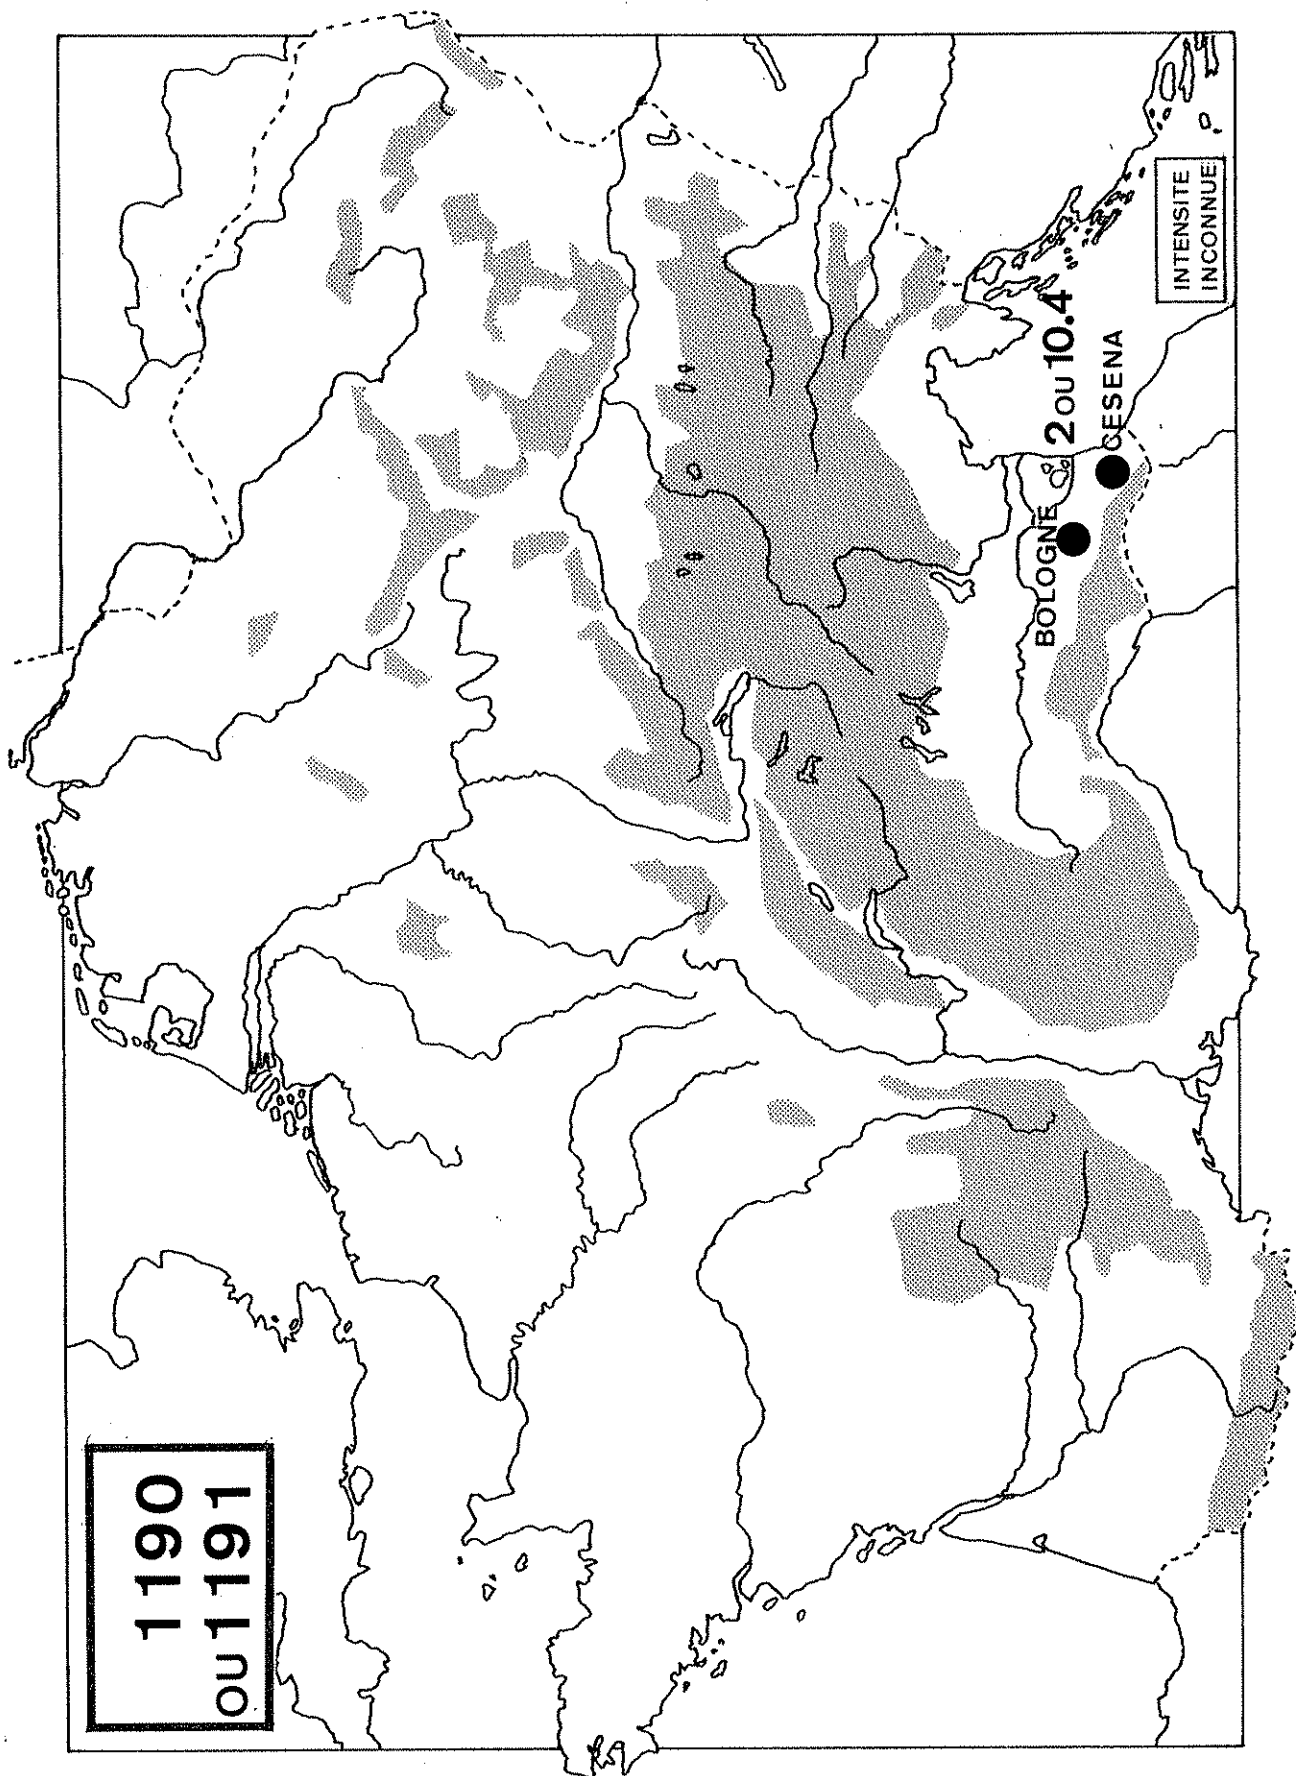 1190
OU 1191
BOLOGNE
2 OU 10.4
CESENA
INTENSITE
INCONNUE